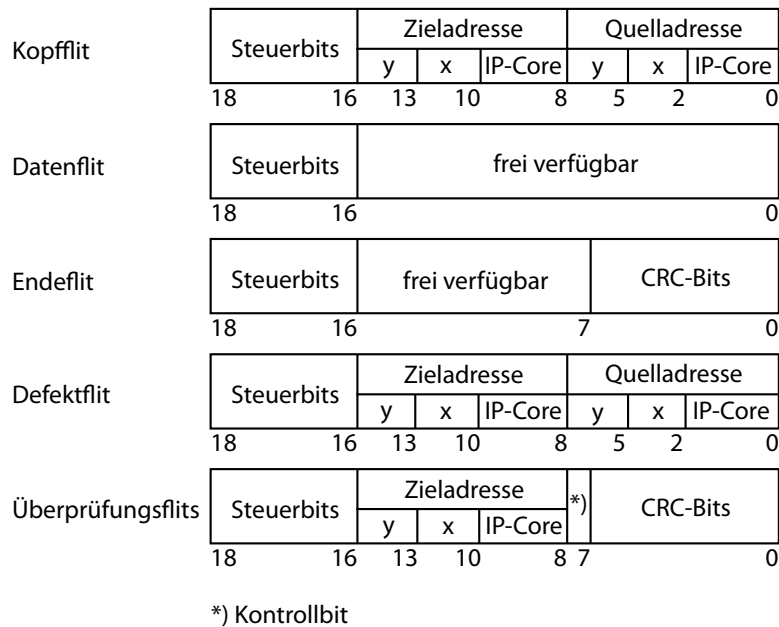 Kopfflit
Steuerbits
Zieladresse
Quelladresse
y x IP-Core y x IP-Core
18 16 13 10 8 5 2 0
Datenflit
Steuerbits
frei verfügbar
18 16 0
Endeflit
Steuerbits
frei verfügbar
CRC-Bits
18 16 7 0
Defektflit
Steuerbits
Zieladresse
Quelladresse
y x IP-Core y x IP-Core
18 16 13 10 8 5 2 0
Überprüfungsflits
Steuerbits
Zieladresse
y x IP-Core
*)
CRC-Bits
18 16 13 10 8 7 0
*) Kontrollbit